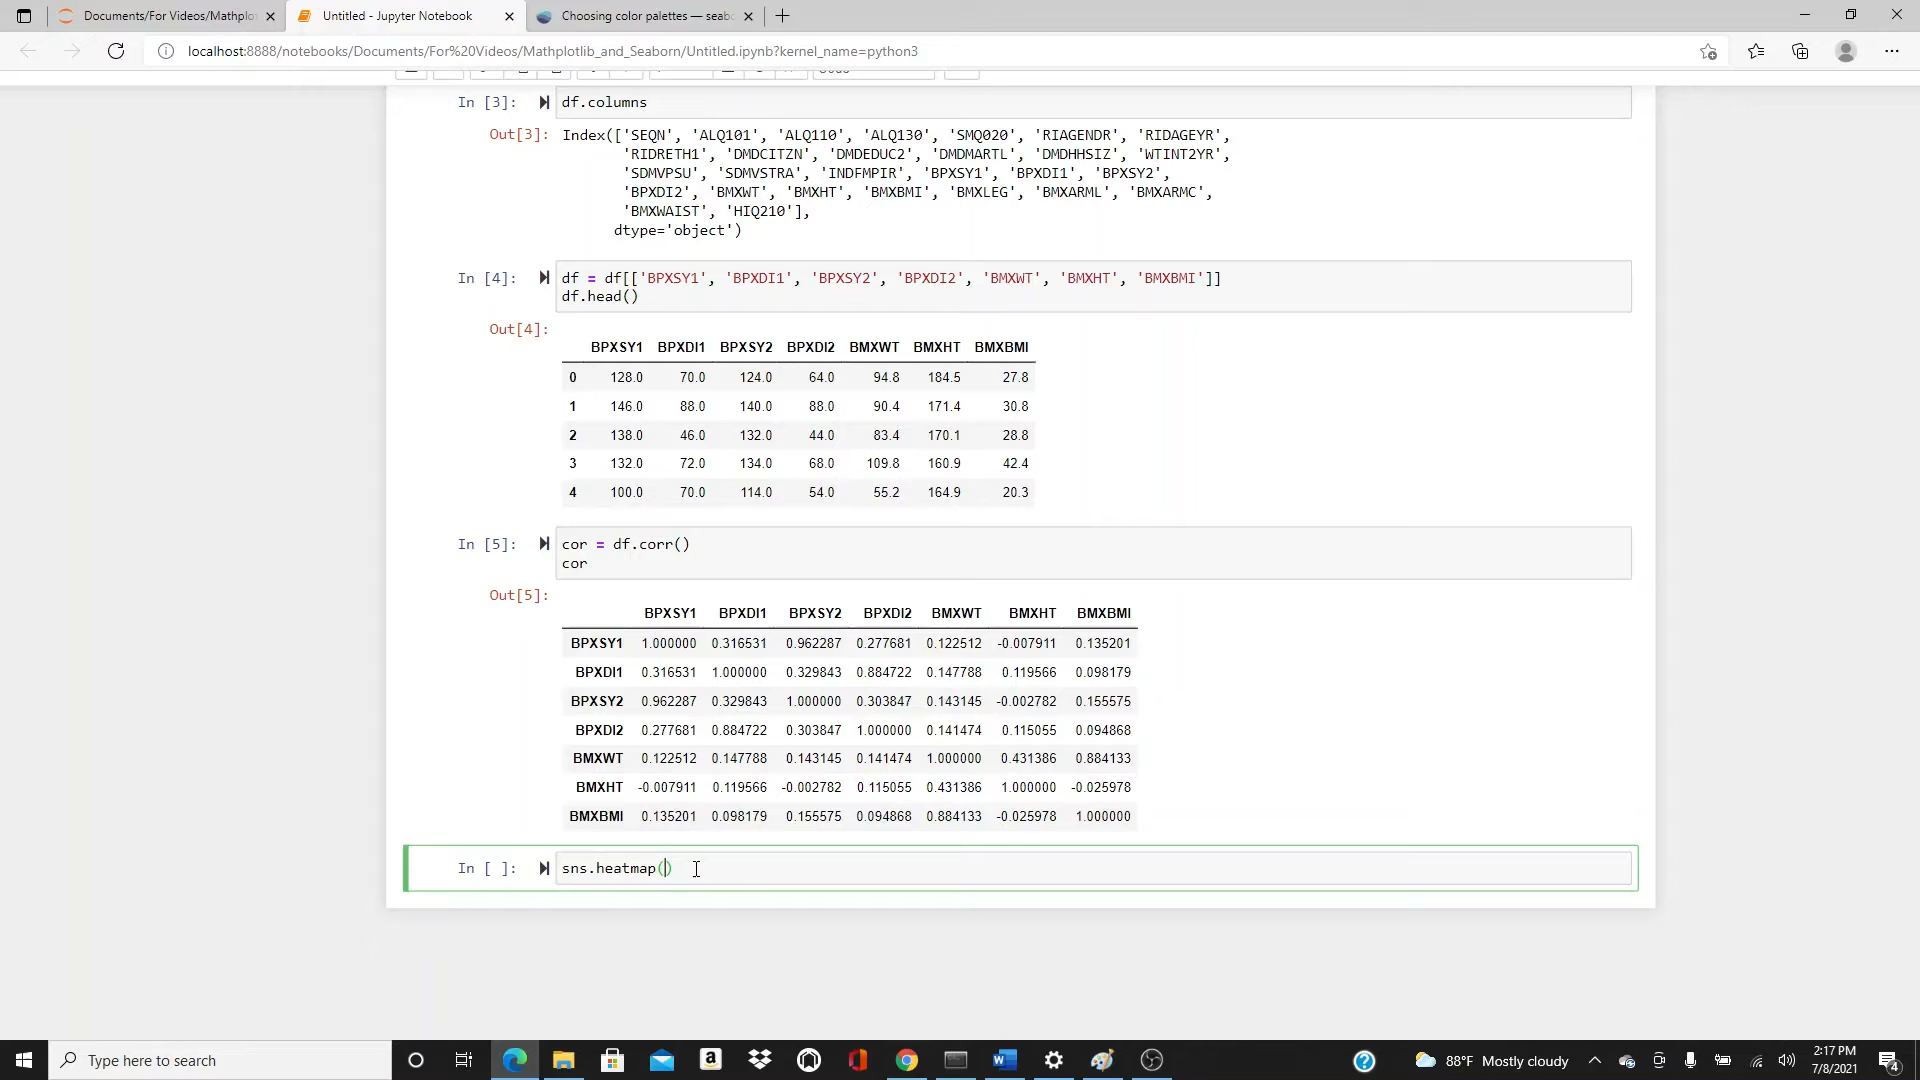 Documents/For Videos/Mathplot
Untitled - Jupyter Notebook
Choosing color palettes — seab
localhost:8888/notebooks/Documents/For%20Videos/Mathplotlib_and_Seaborn/Untitled.ipynb?kernel_name=python3
In [3]: df.columns
Out[3]: Index(['SEQN', 'ALQ101', 'ALQ110', 'ALQ130', 'SMQ020', 'RIAGENDR', 'RIDAGEYR',
'RIDRETH1', 'DMDCITZN', 'DMDEDUC2', 'DMDMARTL', 'DMDHHSIZ', 'WTINT2YR',
'SDMVPSU', 'SDMVSTRA', 'INDFMPIR', 'BPXSY1', 'BPXDI1', 'BPXSY2',
'BPXDI2', 'BMXWT', 'BMXHT', 'BMXBMI', 'BMXLEG', 'BMXARML', 'BMXARMC',
'BMXWAIST', 'HIQ210'],
dtype='object')
In [4]: df = df[['BPXSY1', 'BPXDI1', 'BPXSY2', 'BPXDI2', 'BMXWT', 'BMXHT', 'BMXBMI']]
df.head()
Out[4]:
BPXSY1 BPXDI1 BPXSY2 BPXDI2 BMXWT BMXHT BMXBMI
0 128.0 70.0 124.0 64.0 94.8 184.5 27.8
1 146.0 88.0 140.0 88.0 90.4 171.4 30.8
2 138.0 46.0 132.0 44.0 83.4 170.1 28.8
3 132.0 72.0 134.0 68.0 109.8 160.9 42.4
4 100.0 70.0 114.0 54.0 55.2 164.9 20.3
In [5]: cor = df.corr()
cor
Out[5]:
BPXSY1 BPXDI1 BPXSY2 BPXDI2 BMXWT BMXHT BMXBMI
BPXSY1 1.000000 0.316531 0.962287 0.277681 0.122512 -0.007911 0.135201
BPXDI1 0.316531 1.000000 0.329843 0.884722 0.147788 0.119566 0.098179
BPXSY2 0.962287 0.329843 1.000000 0.303847 0.143145 -0.002782 0.155575
BPXDI2 0.277681 0.884722 0.303847 1.000000 0.141474 0.115055 0.094868
BMXWT 0.122512 0.147788 0.143145 0.141474 1.000000 0.431386 0.884133
BMXHT -0.007911 0.119566 -0.002782 0.115055 0.431386 1.000000 -0.025978
BMXBMI 0.135201 0.098179 0.155575 0.094868 0.884133 -0.025978 1.000000
In [ ]: sns.heatmap()
Type here to search
88°F Mostly cloudy
2:17 PM
7/8/2021
4